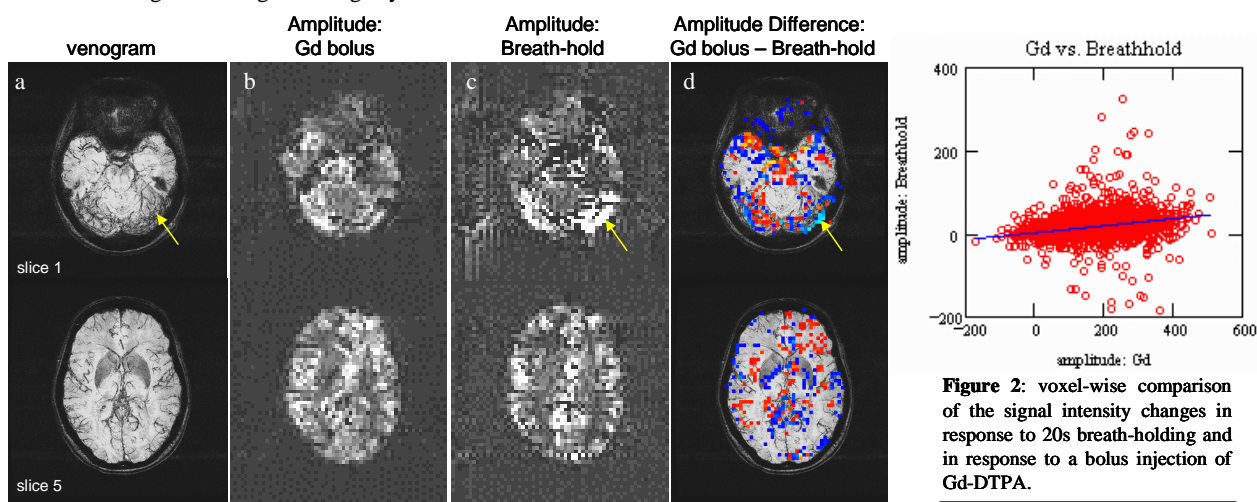 venogram
Amplitude:
Gd bolus
Amplitude:
Breath-hold
Amplitude Difference:
Gd bolus – Breath-hold
a
b
c
d
slice 1
slice 5
Gd vs. Breathhold
400
200
0
−200
−200
0
200
400
600
amplitude: Breathhold
amplitude: Gd
Figure 2: voxel-wise comparison
of the signal intensity changes in
response to 20s breath-holding and
in response to a bolus injection of
Gd-DTPA.